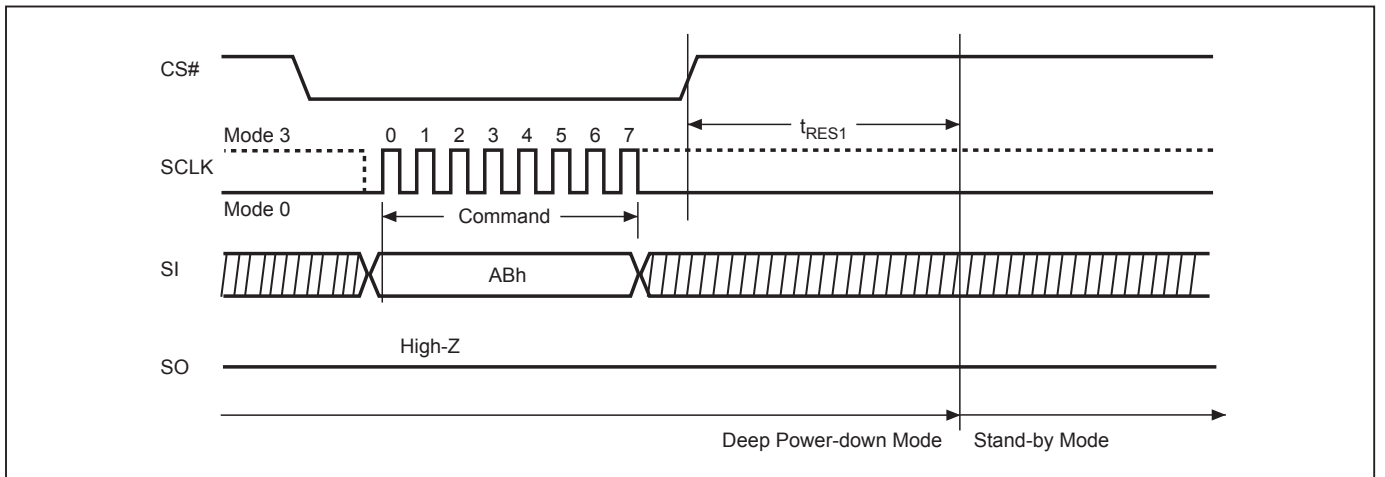 CS#
t_RES1
Mode 3
0 1 2 3 4 5 6 7
SCLK
Mode 0
Command
SI
ABh
High-Z
SO
Deep Power-down Mode
Stand-by Mode